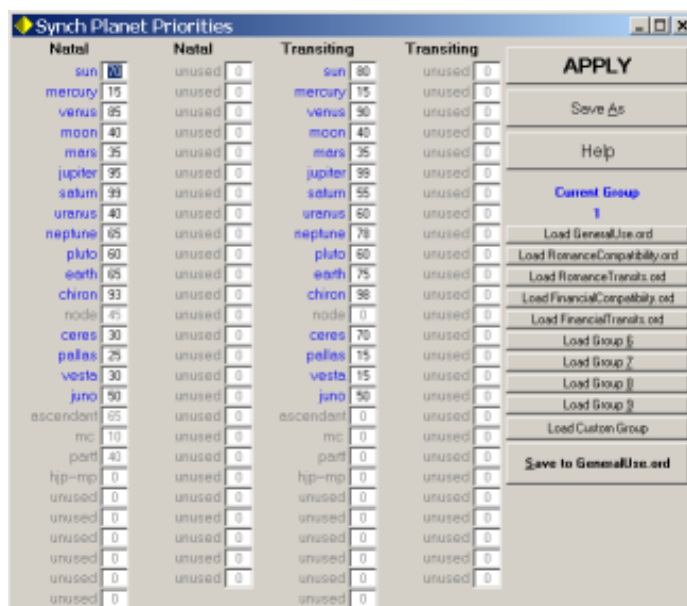 Synch Planet Priorities
Natal Natal Transiting Transiting
sun 70 unused 0 sun 80 unused 0
mercury 15 unused 0 mercury 15 unused 0
venus 85 unused 0 venus 90 unused 0
moon 40 unused 0 moon 40 unused 0
mars 35 unused 0 mars 35 unused 0
jupiter 95 unused 0 jupiter 99 unused 0
saturn 99 unused 0 saturn 55 unused 0
uranus 40 unused 0 uranus 60 unused 0
neptune 65 unused 0 neptune 78 unused 0
pluto 60 unused 0 pluto 60 unused 0
earth 65 unused 0 earth 75 unused 0
chiron 93 unused 0 chiron 98 unused 0
node 45 unused 0 node 0 unused 0
ceres 30 unused 0 ceres 70 unused 0
pallas 25 unused 0 pallas 15 unused 0
vesta 30 unused 0 vesta 15 unused 0
juno 50 unused 0 juno 50 unused 0
ascendant 65 unused 0 ascendant 0 unused 0
mc 10 unused 0 mc 0 unused 0
partf 40 unused 0 partf 0 unused 0
hjp-mp 0 unused 0 hjp-mp 0 unused 0
unused 0 unused 0 unused 0 unused 0
unused 0 unused 0 unused 0 unused 0
unused 0 unused 0 unused 0 unused 0
unused 0 unused 0 unused 0 unused 0
unused 0 unused 0 unused 0 unused 0
unused 0 unused 0
APPLY
Save As
Help
Current Group
1
Load GeneralUse.ord
Load RomanceCompatibility.ord
Load RomanceTransits.ord
Load FinancialCompatibily.ord
Load FinancialTransits.ord
Load Group 6
Load Group 7
Load Group 8
Load Group 9
Load Custom Group
Save to GeneralUse.ord